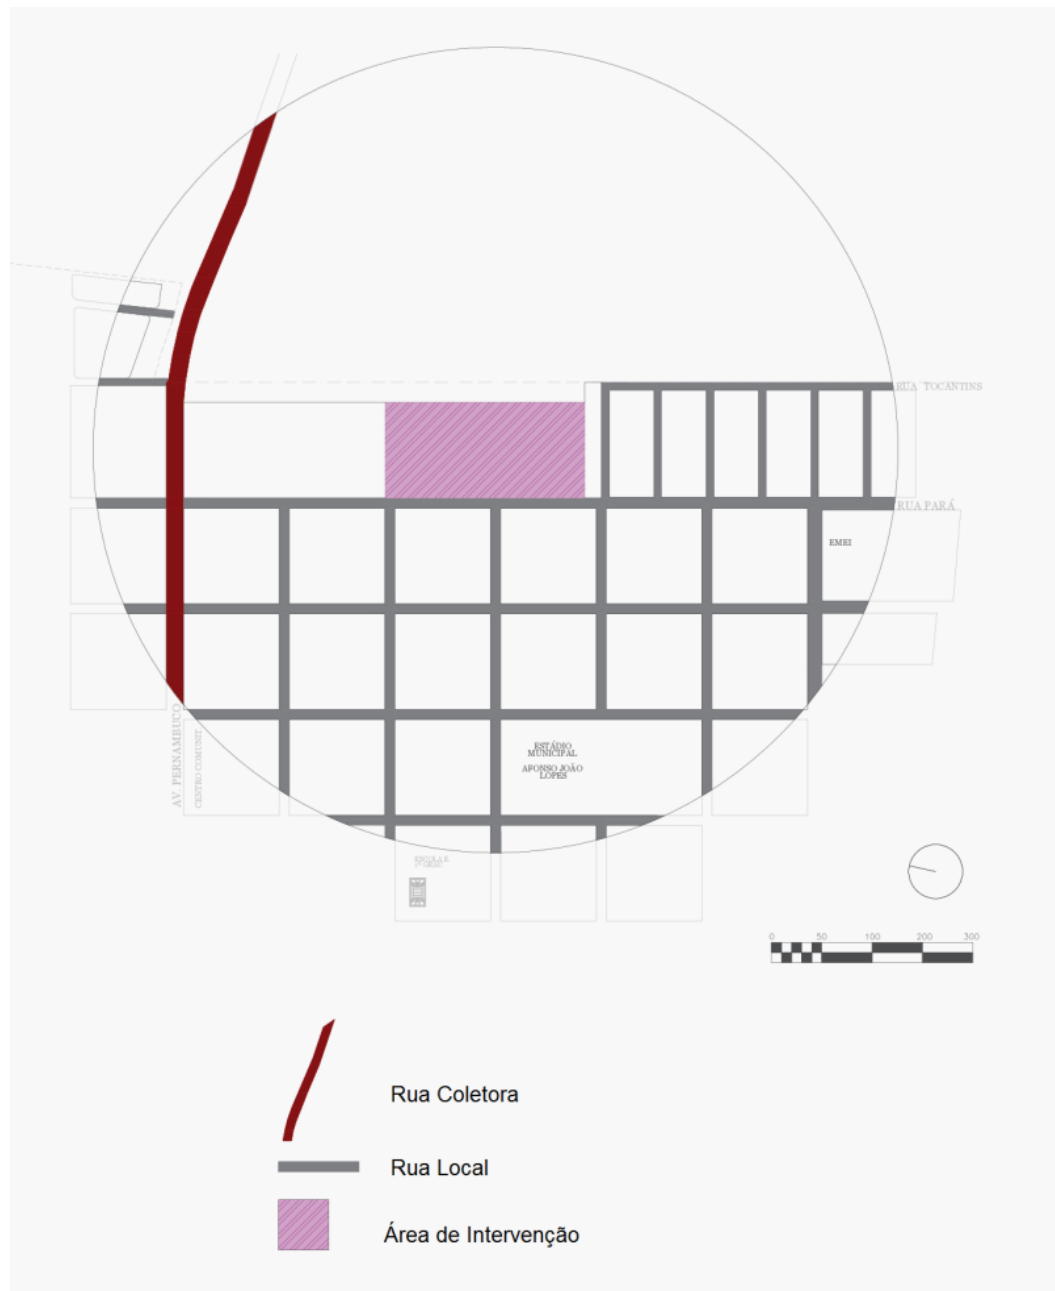 RUA TOCANTINS
RUA PARÁ
EMEI
AV. PERNAMBUCO
CENTRO COMUNIT
ESTÁDIO
MUNICIPAL
AFONSO JOÃO
LOPES
ESCOLA E.
0 50 100 200 300
Rua Coletora
Rua Local
Área de Intervenção